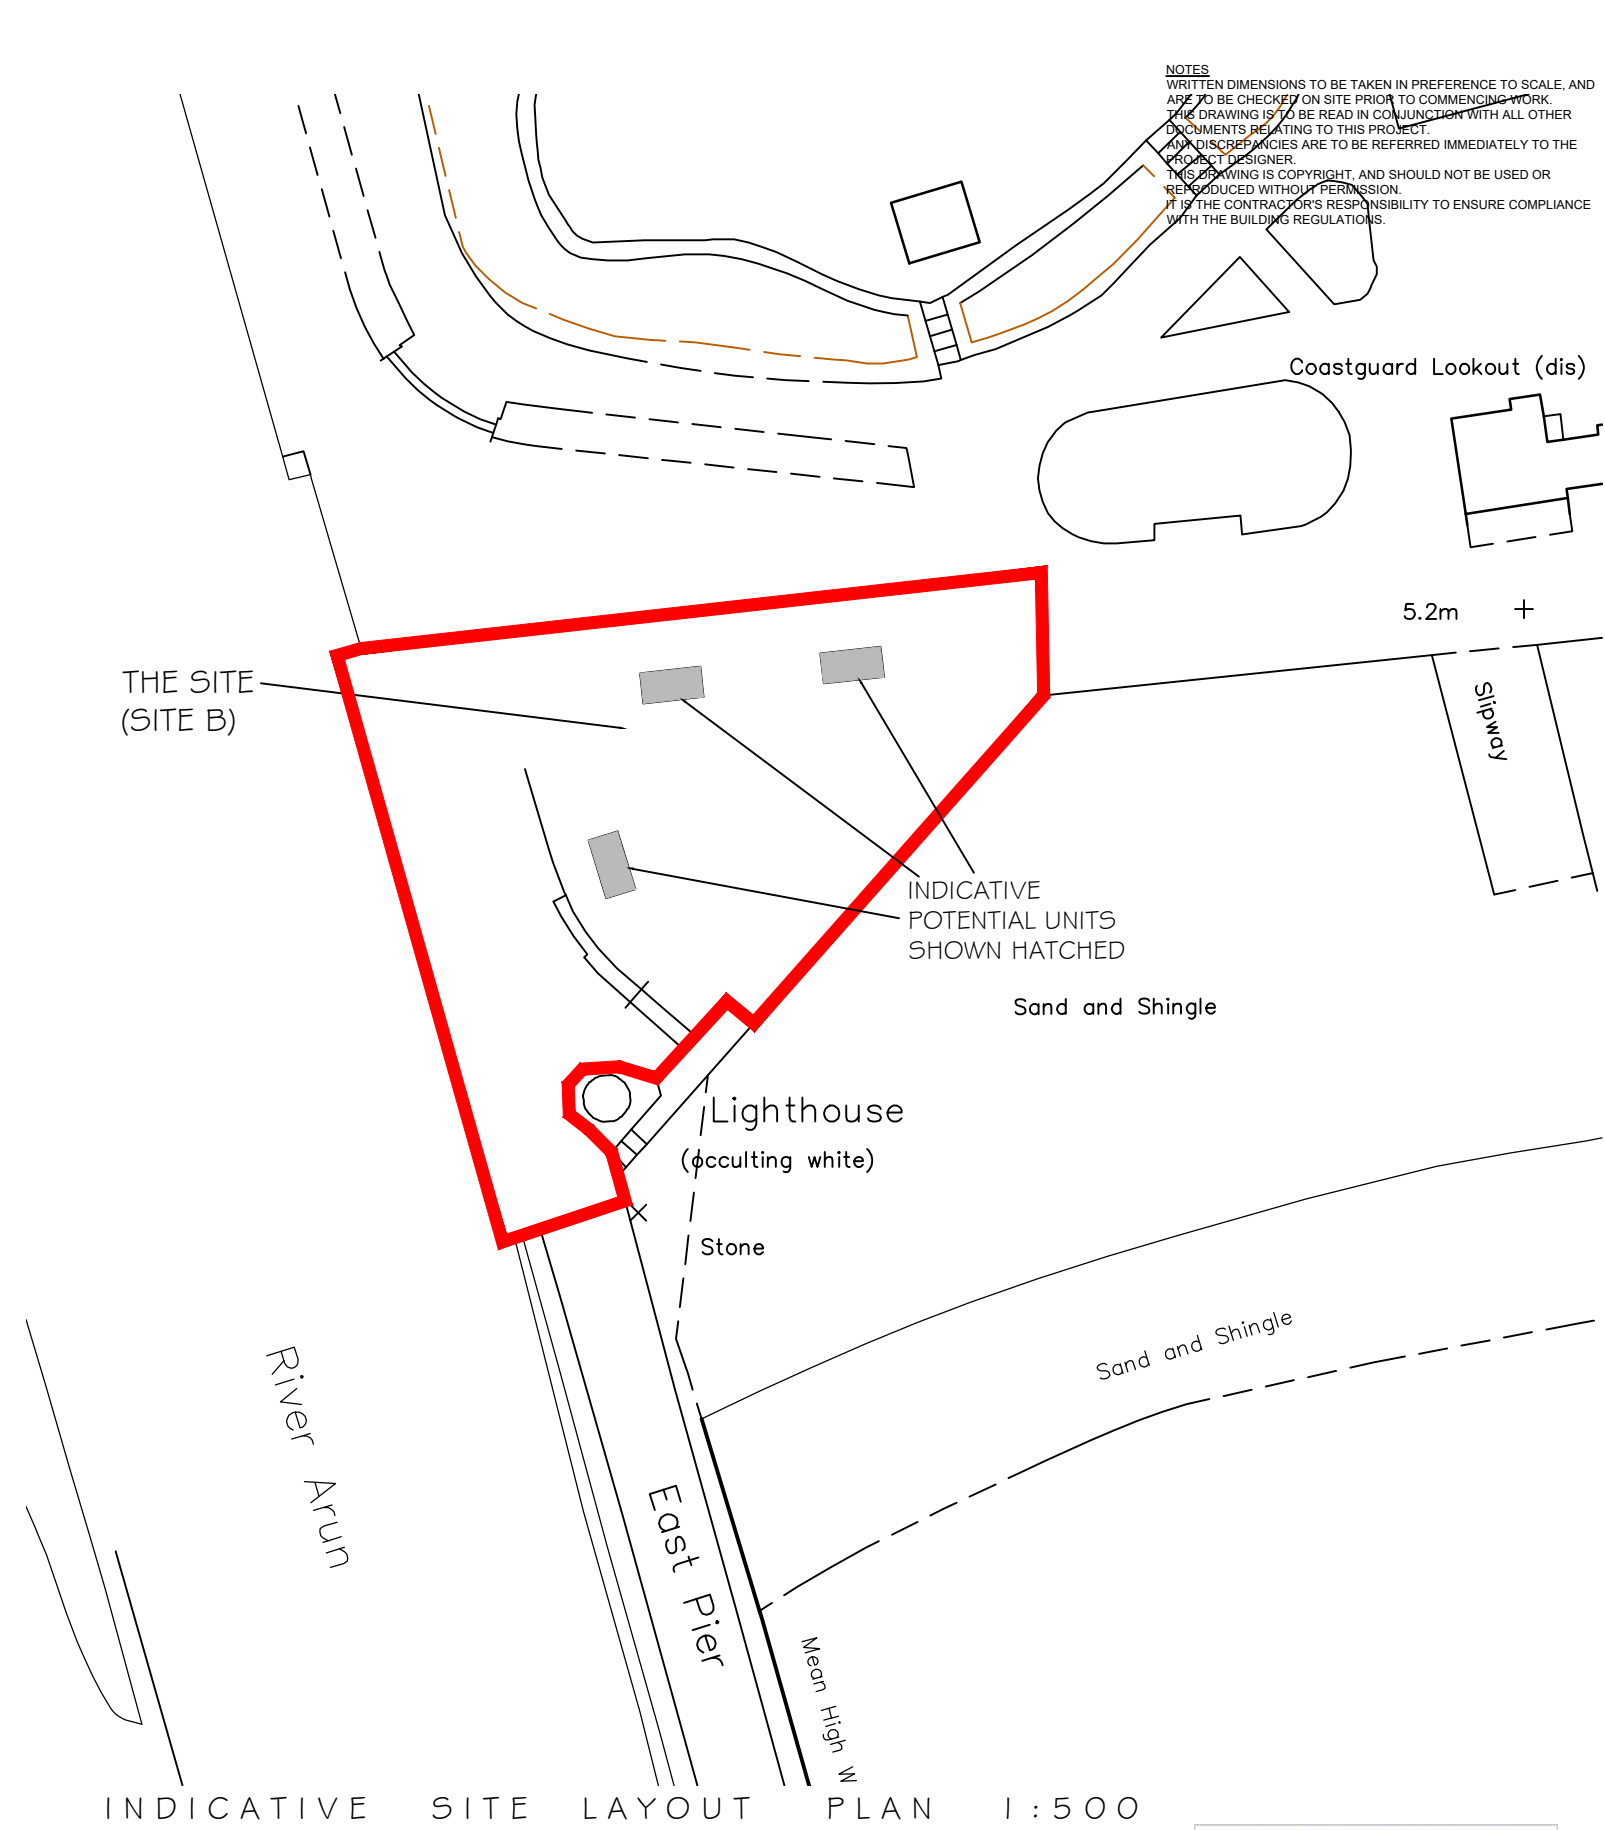 NOTES
WRITTEN DIMENSIONS TO BE TAKEN IN PREFERENCE TO SCALE, AND
ARE TO BE CHECKED ON SITE PRIOR TO COMMENCING WORK.
THIS DRAWING IS TO BE READ IN CONJUNCTION WITH ALL OTHER
DOCUMENTS RELATING TO THIS PROJECT.
ANY DISCREPANCIES ARE TO BE REFERRED IMMEDIATELY TO THE
PROJECT DESIGNER.
THIS DRAWING IS COPYRIGHT, AND SHOULD NOT BE USED OR
REPRODUCED WITHOUT PERMISSION.
IT IS THE CONTRACTOR'S RESPONSIBILITY TO ENSURE COMPLIANCE
WITH THE BUILDING REGULATIONS.
Coastguard Lookout (dis)
5.2m
THE SITE
(SITE B)
Slipway
INDICATIVE
POTENTIAL UNITS
SHOWN HATCHED
Sand and Shingle
Lighthouse
(occulting white)
Stone
Sand and Shingle
River Arun
East Pier
Mean High W
INDICATIVE SITE LAYOUT PLAN 1:500